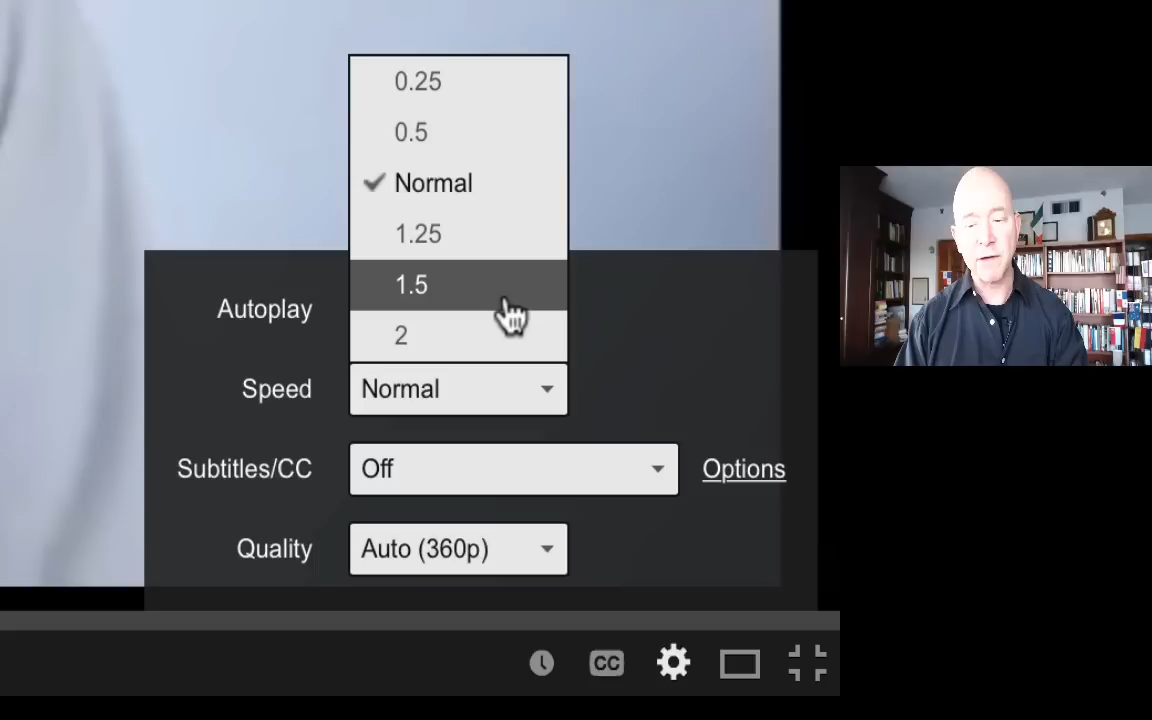 0.25
0.5
Normal
1.25
1.5
2
Autoplay
Speed
Normal
Subtitles/CC
Off
Options
Quality
Auto (360p)
CC